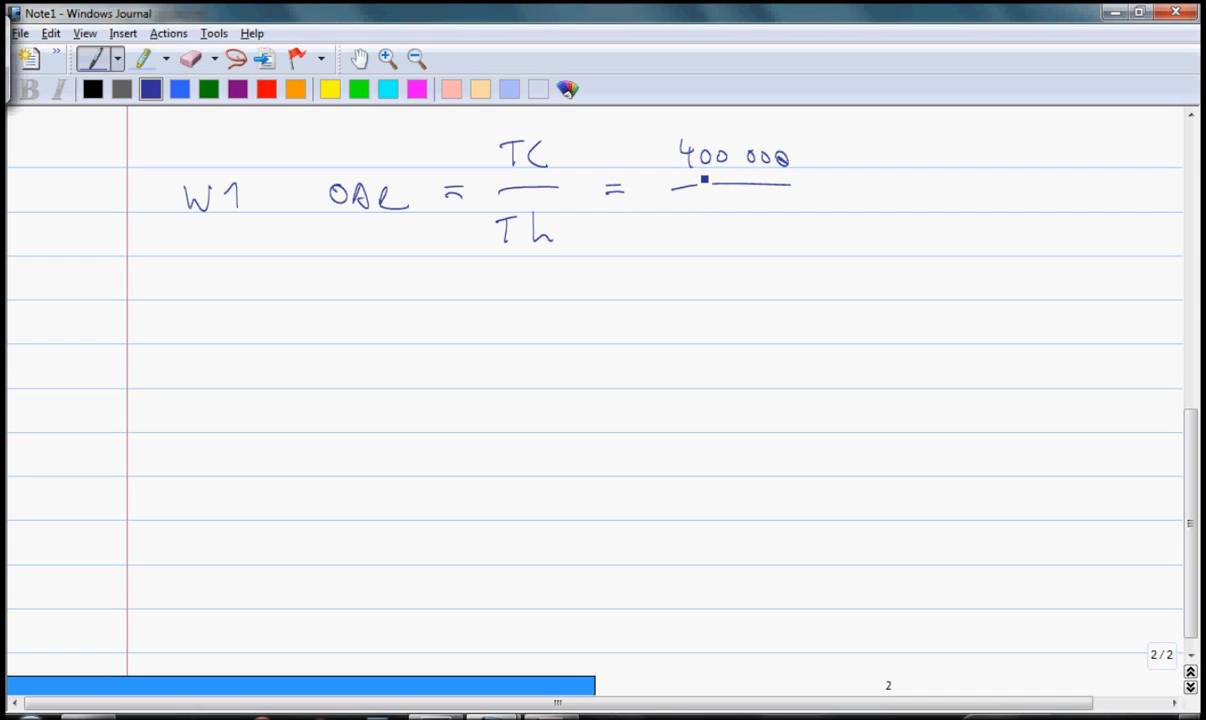 Note1 - Windows Journal
File Edit View Insert Actions Tools Help
B I
TC 400 000
W1 OAR = =
Th
2 / 2
2